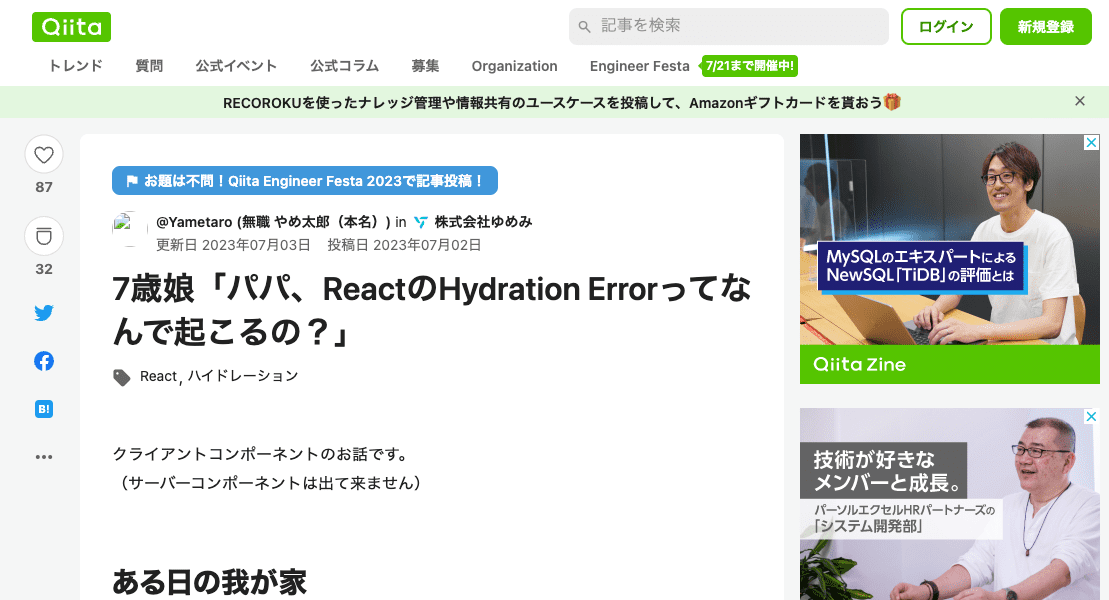 Qiita
記事を検索
ログイン
新規登録
トレンド 質問 公式イベント 公式コラム 募集 Organization Engineer Festa 7/21まで開催中!
RECOROKUを使ったナレッジ管理や情報共有のユースケースを投稿して、Amazonギフトカードを貰おう
87
32
B!
お題は不問！Qiita Engineer Festa 2023で記事投稿！
@Yametaro (無職 やめ太郎（本名）) in 株式会社ゆめみ
更新日 2023年07月03日 投稿日 2023年07月02日
7歳娘「パパ、ReactのHydration Errorってな
んで起こるの？」
React, ハイドレーション
クライアントコンポーネントのお話です。
（サーバーコンポーネントは出て来ません）
ある日の我が家
MySQLのエキスパートによる
NewSQL「TiDB」の評価とは
Qiita Zine
技術が好きな
メンバーと成長。
パーソルエクセルHRパートナーズの
「システム開発部」